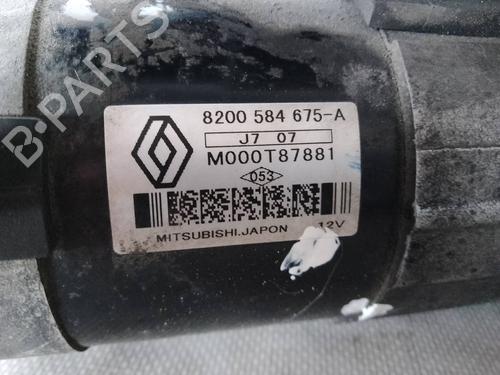 8200 584 675-A
J7 07
M000T87881
053
MITSUBISHI.JAPON 12V
B-PARTS